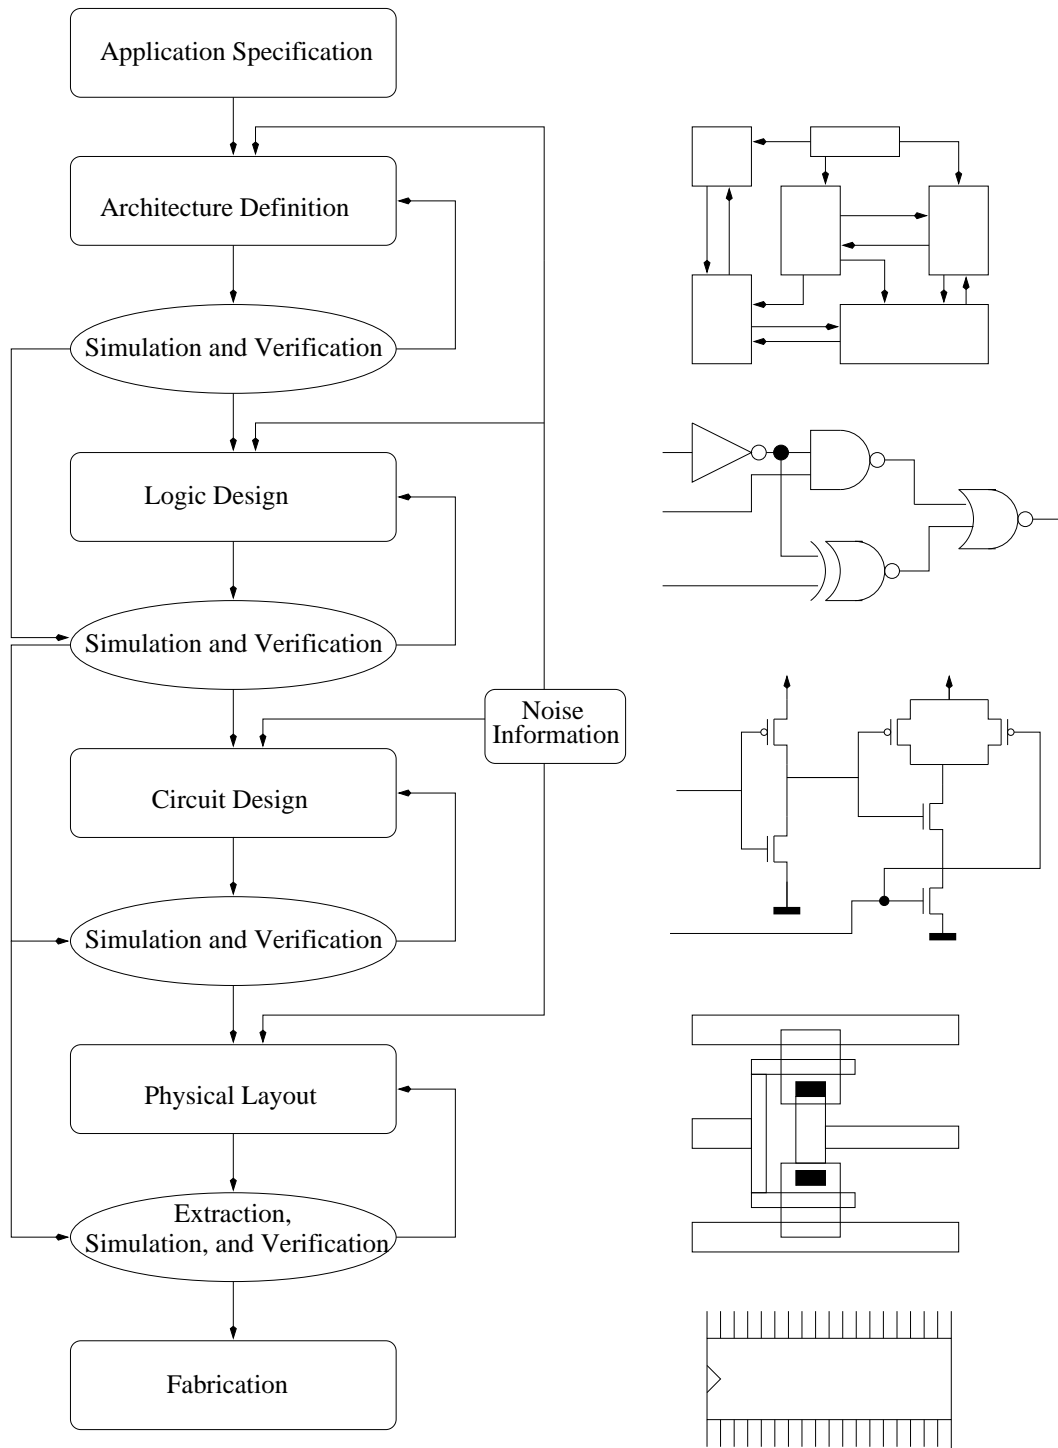 Application Specification
Architecture Definition
Simulation and Verification
Logic Design
Simulation and Verification
Noise
Information
Circuit Design
Simulation and Verification
Physical Layout
Extraction,
Simulation, and Verification
Fabrication